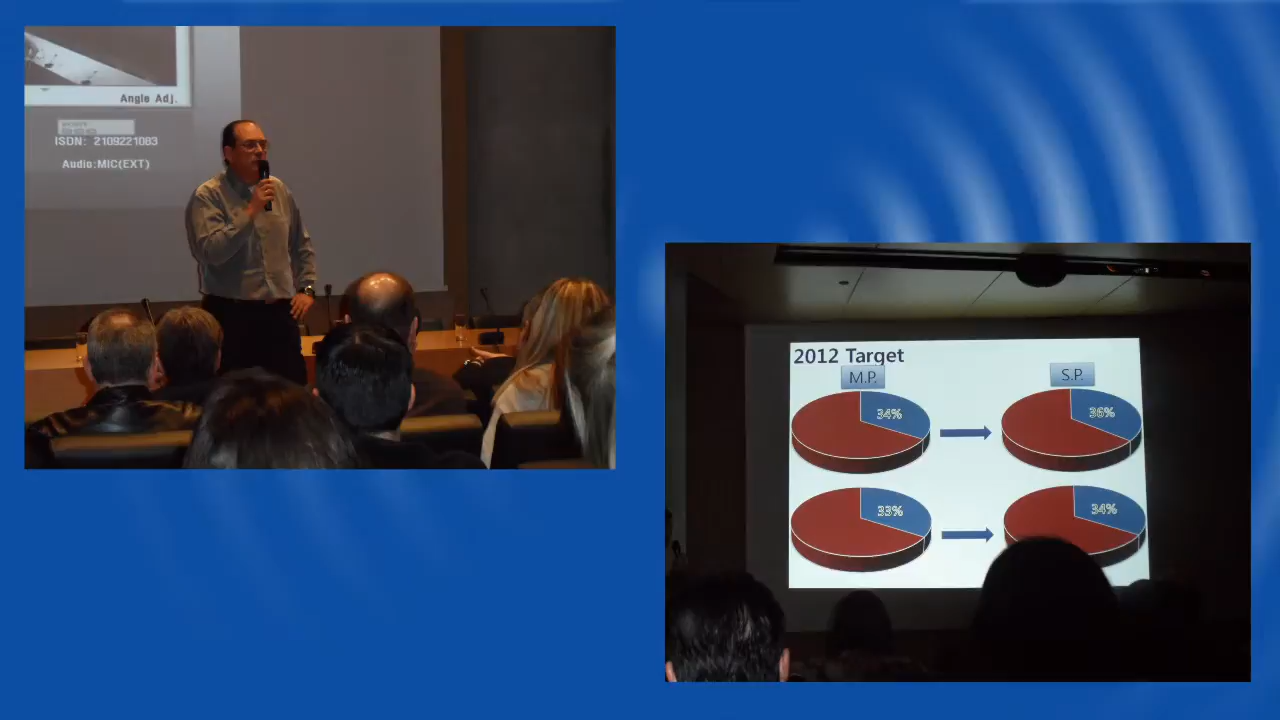 Angle Adj.
ISDN: 2109221083
Audio:MIC(EXT)
2012 Target
M.P.
S.P.
34%
36%
33%
34%